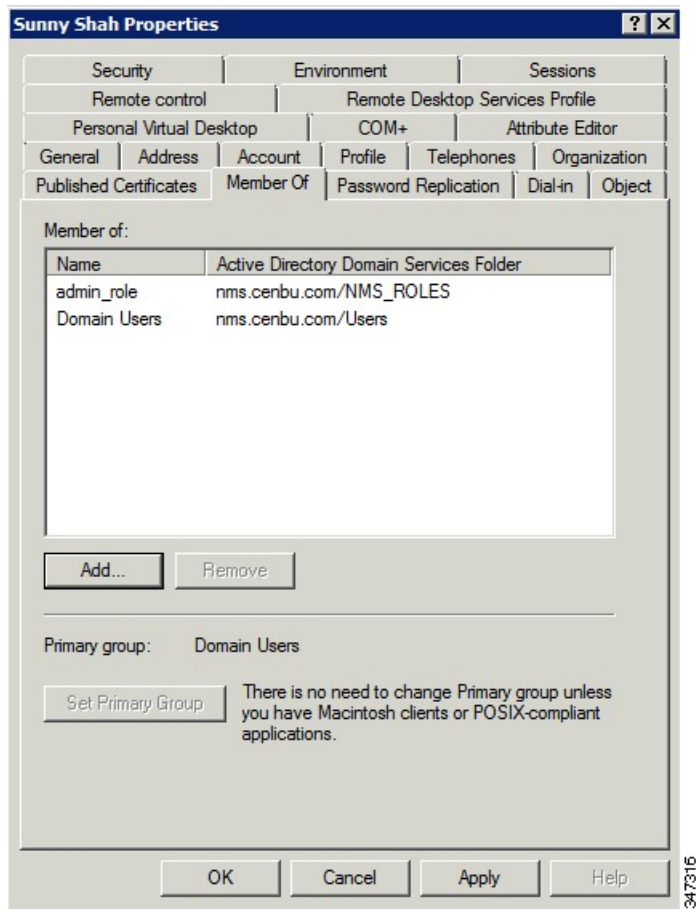 Sunny Shah Properties
Security Environment Sessions
Remote control Remote Desktop Services Profile
Personal Virtual Desktop COM+ Attribute Editor
General Address Account Profile Telephones Organization
Published Certificates Member Of Password Replication Dial-in Object
Member of:
Name Active Directory Domain Services Folder
admin_role nms.cenbu.com/NMS_ROLES
Domain Users nms.cenbu.com/Users
Add... Remove
Primary group: Domain Users
Set Primary Group
There is no need to change Primary group unless
you have Macintosh clients or POSIX-compliant
applications.
OK Cancel Apply Help
347316